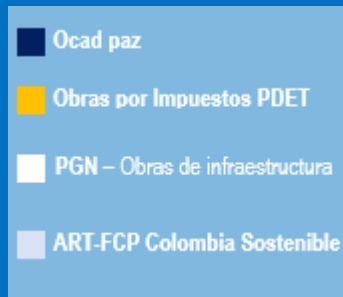 Ocad paz
Obras por Impuestos PDET
PGN – Obras de infraestructura
ART-FCP Colombia Sostenible